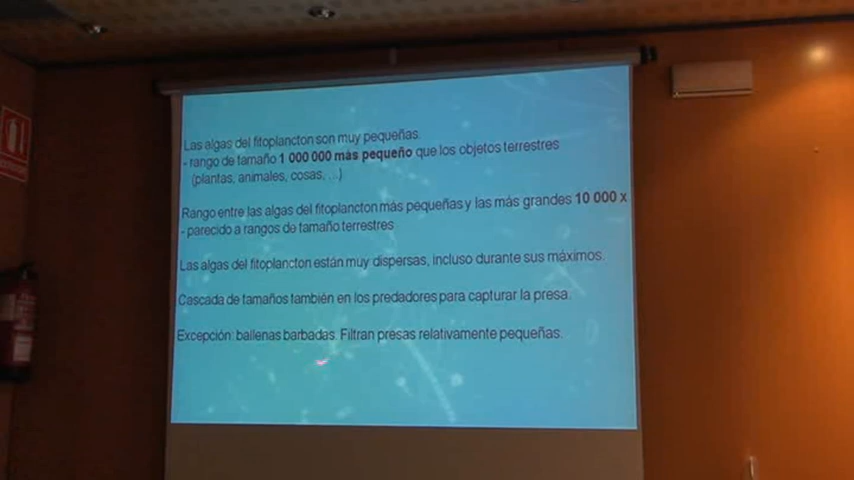 Las algas del fitoplancton son muy pequeñas.
- rango de tamaño 1 000 000 más pequeño que los objetos terrestres
(plantas, animales, cosas, ...)
Rango entre las algas del fitoplancton más pequeñas y las más grandes 10 000 x
- parecido a rangos de tamaño terrestres
Las algas del fitoplancton están muy dispersas, incluso durante sus máximos.
Cascada de tamaños también en los predadores para capturar la presa.
Excepción: ballenas barbadas. Filtran presas relativamente pequeñas.